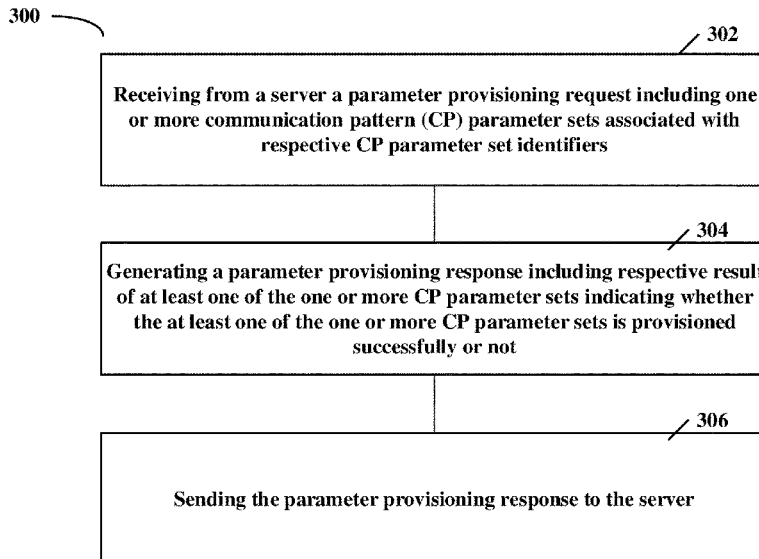 300
302
Receiving from a server a parameter provisioning request including one
or more communication pattern (CP) parameter sets associated with
respective CP parameter set identifiers
304
Generating a parameter provisioning response including respective result
of at least one of the one or more CP parameter sets indicating whether
the at least one of the one or more CP parameter sets is provisioned
successfully or not
306
Sending the parameter provisioning response to the server